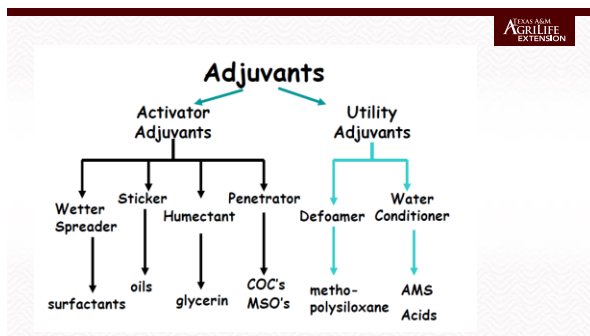 TEXAS A&M
AGRILIFE
EXTENSION
Adjuvants
Activator
Adjuvants
Utility
Adjuvants
Wetter
Spreader
Sticker
Humectant
Penetrator
Defoamer
Water
Conditioner
surfactants
oils
glycerin
COC's
MSO's
metho-
polysiloxane
AMS
Acids